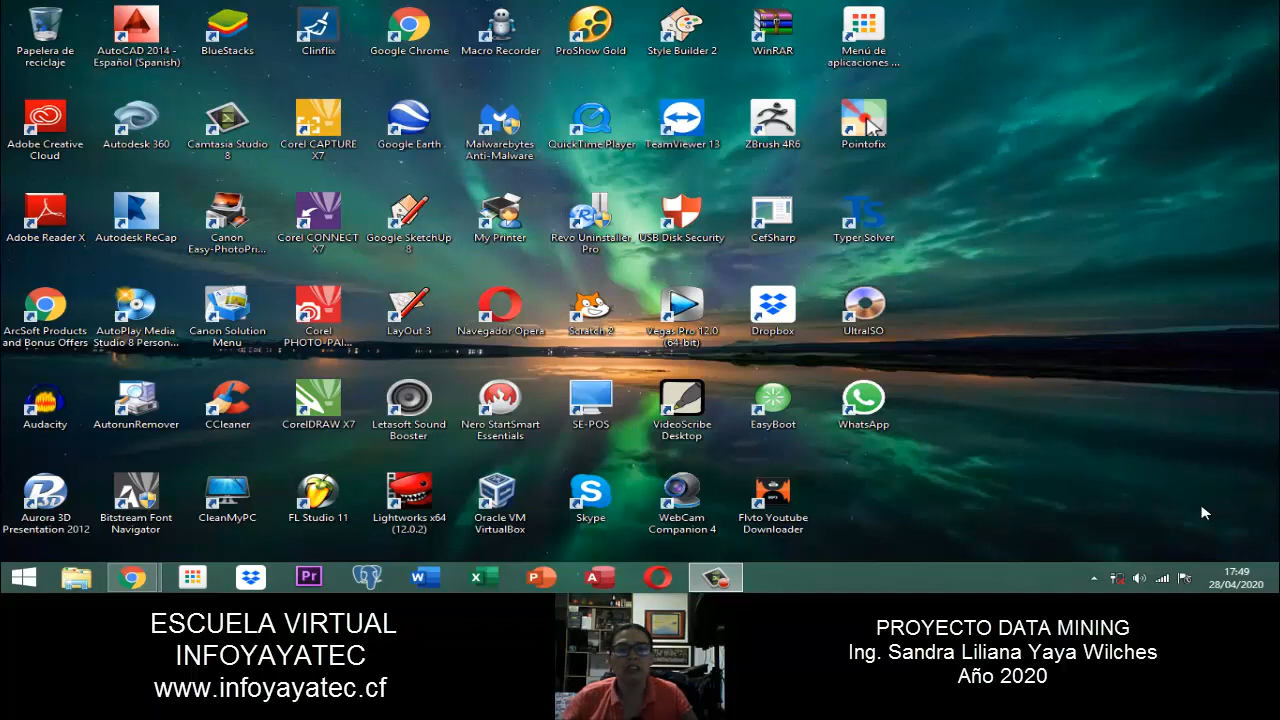 Papelera de
reciclaje
AutoCAD 2014 -
Español (Spanish)
BlueStacks
Clinflix
Google Chrome
Macro Recorder
ProShow Gold
Style Builder 2
WinRAR
Menú de
aplicaciones ...
Adobe Creative
Cloud
Autodesk 360
Camtasia Studio
8
Corel CAPTURE
X7
Google Earth
Malwarebytes
Anti-Malware
QuickTime Player
TeamViewer 13
ZBrush 4R6
Pointofix
Adobe Reader X
Autodesk ReCap
Canon
Easy-PhotoPri...
Corel CONNECT
X7
Google SketchUp
8
My Printer
Revo Uninstaller
Pro
USB Disk Security
CefSharp
Typer Solver
ArcSoft Products
and Bonus Offers
AutoPlay Media
Studio 8 Person...
Canon Solution
Menu
Corel
PHOTO-PAI...
LayOut 3
Navegador Opera
Scratch 2
Vegas Pro 12.0
(64-bit)
Dropbox
UltraISO
Audacity
AutorunRemover
CCleaner
CorelDRAW X7
Letasoft Sound
Booster
Nero StartSmart
Essentials
SE-POS
VideoScribe
Desktop
EasyBoot
WhatsApp
Aurora 3D
Presentation 2012
Bitstream Font
Navigator
CleanMyPC
FL Studio 11
Lightworks x64
(12.0.2)
Oracle VM
VirtualBox
Skype
WebCam
Companion 4
Flvto Youtube
Downloader
17:49
28/04/2020
ESCUELA VIRTUAL
INFOYAYATEC
www.infoyayatec.cf
PROYECTO DATA MINING
Ing. Sandra Liliana Yaya Wilches
Año 2020